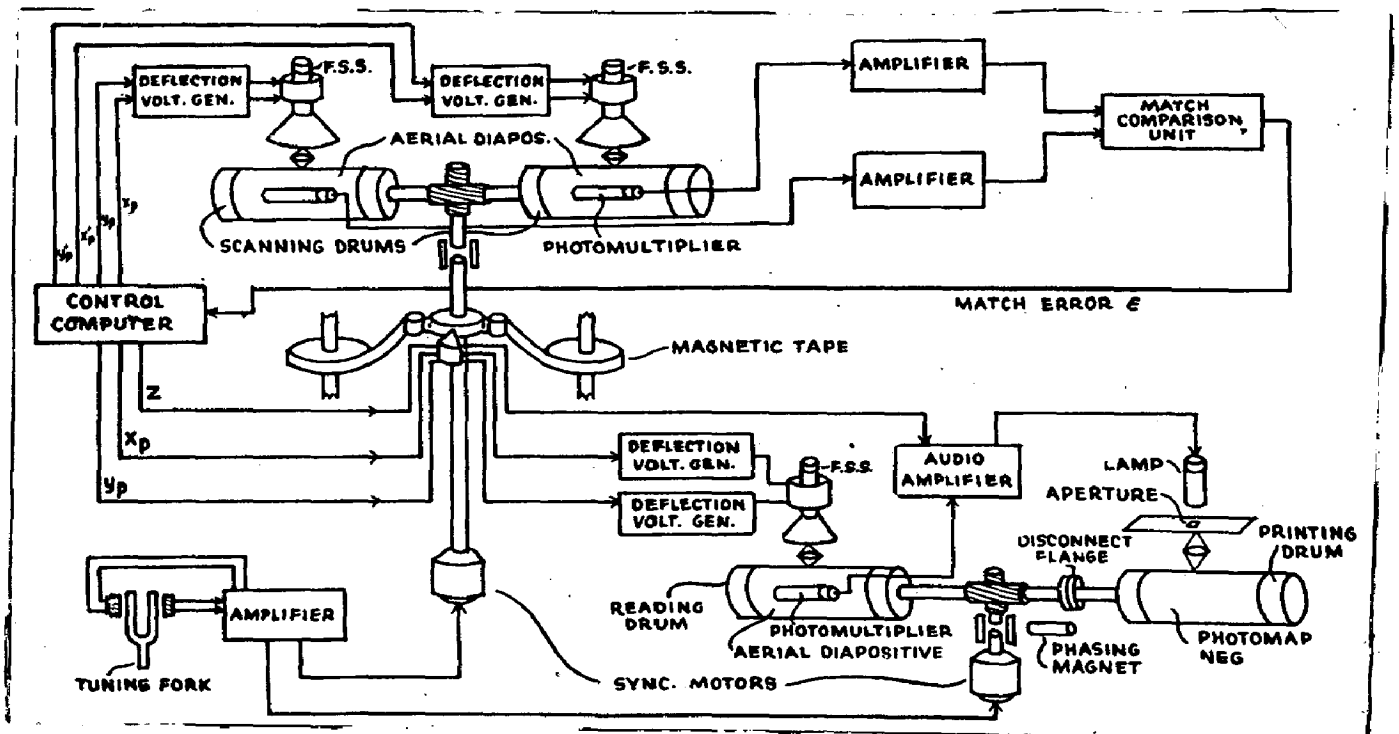 F.S.S.
F.S.S.
DEFLECTION
VOLT. GEN.
DEFLECTION
VOLT. GEN.
AMPLIFIER
MATCH
COMPARISON
UNIT
AERIAL DIAPOS.
AMPLIFIER
y'p
x'p
yp
xp
SCANNING DRUMS
PHOTOMULTIPLIER
CONTROL
COMPUTER
MATCH ERROR ε
MAGNETIC TAPE
Z
xp
yp
DEFLECTION
VOLT. GEN.
F.S.S.
DEFLECTION
VOLT. GEN.
AUDIO
AMPLIFIER
LAMP
APERTURE
DISCONNECT
FLANGE
PRINTING
DRUM
AMPLIFIER
READING
DRUM
PHOTOMULTIPLIER
AERIAL DIAPOSITIVE
PHASING
MAGNET
PHOTOMAP
NEG
TUNING FORK
SYNC. MOTORS